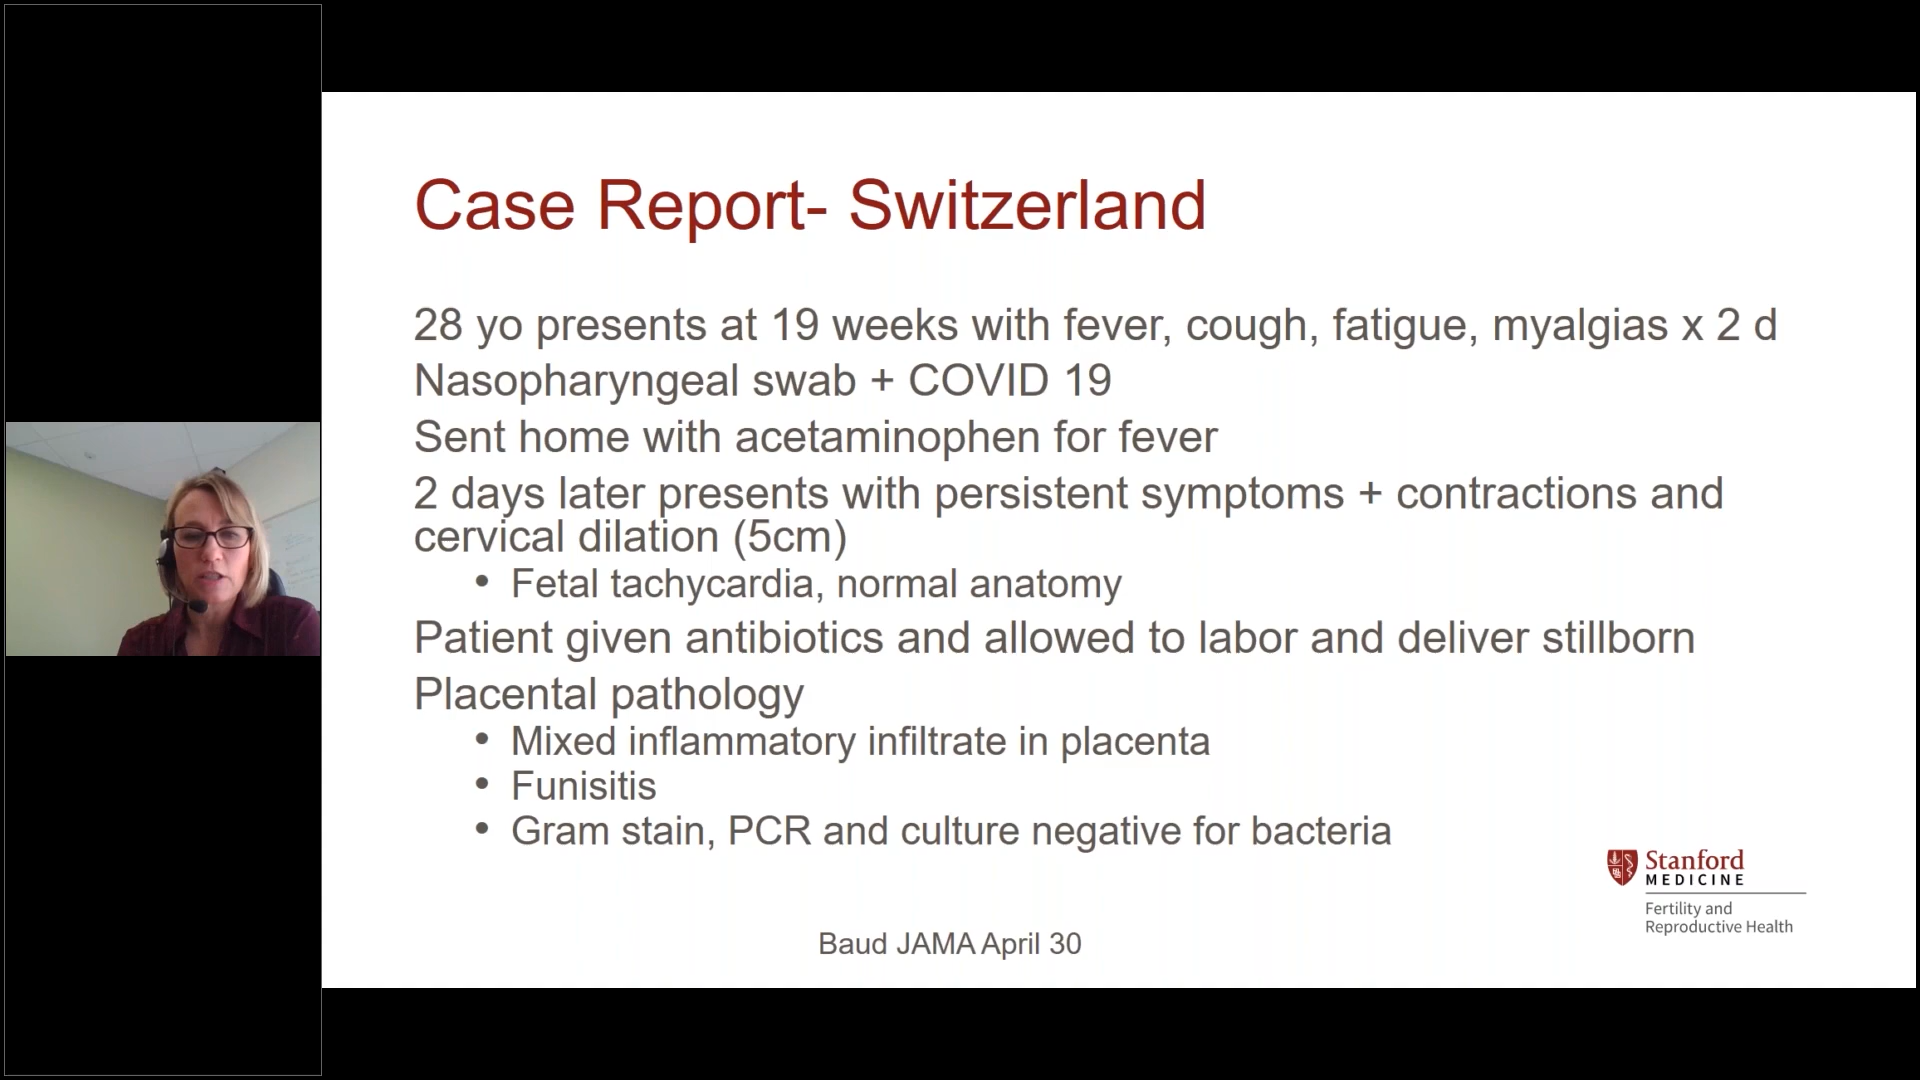 Case Report- Switzerland
28 yo presents at 19 weeks with fever, cough, fatigue, myalgias x 2 d
Nasopharyngeal swab + COVID 19
Sent home with acetaminophen for fever
2 days later presents with persistent symptoms + contractions and
cervical dilation (5cm)
• Fetal tachycardia, normal anatomy
Patient given antibiotics and allowed to labor and deliver stillborn
Placental pathology
• Mixed inflammatory infiltrate in placenta
• Funisitis
• Gram stain, PCR and culture negative for bacteria
Stanford
MEDICINE
Fertility and
Reproductive Health
Baud JAMA April 30